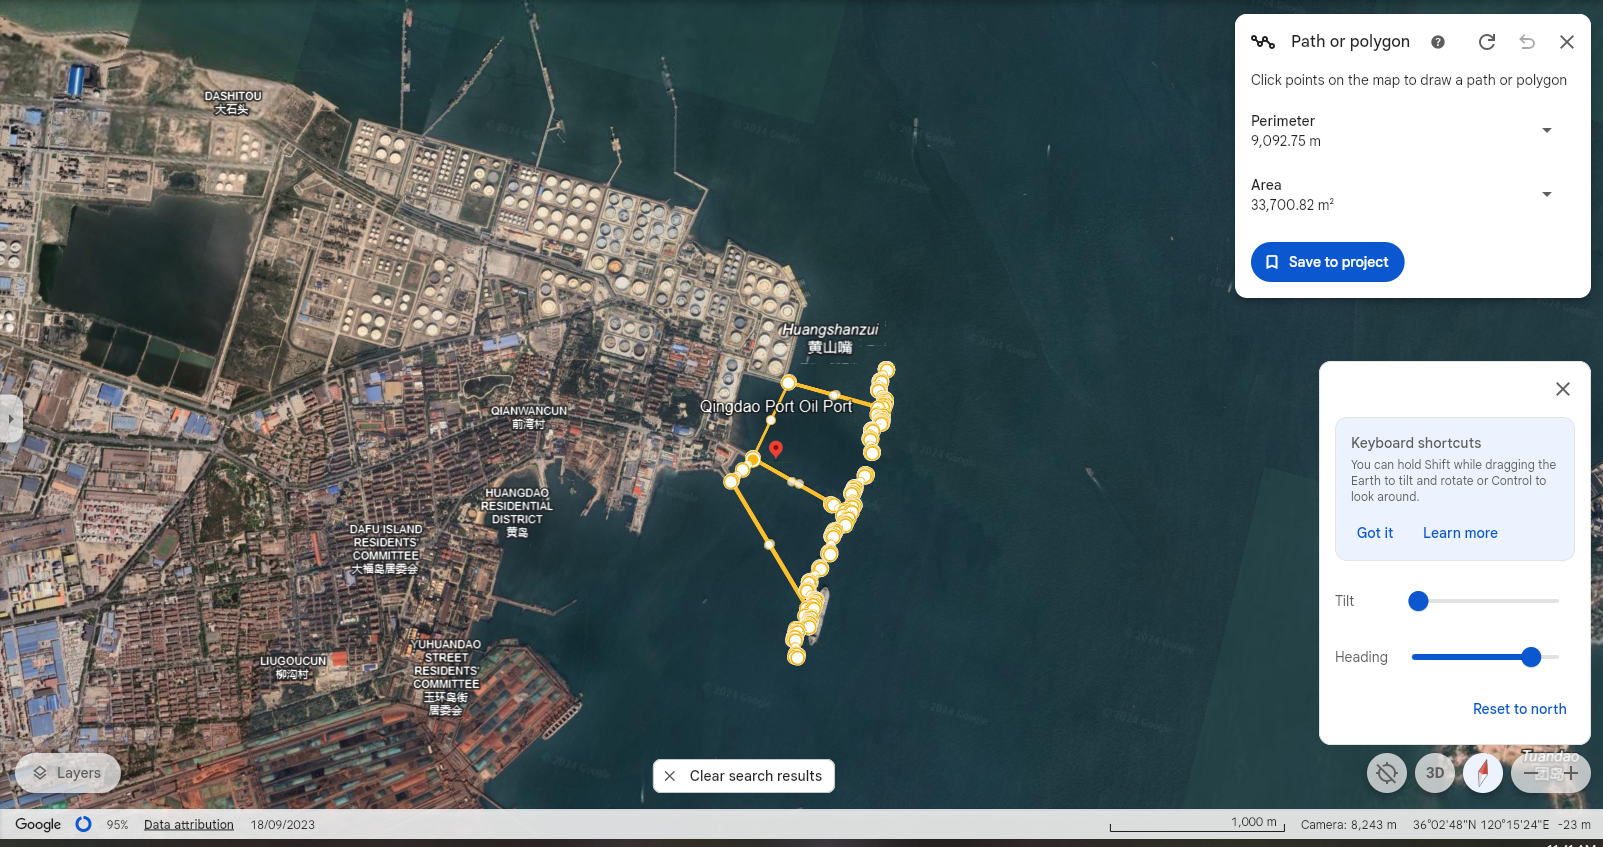 Path or polygon
Click points on the map to draw a path or polygon
Perimeter
9,092.75 m
Area
33,700.82 m²
Save to project
DASHITOU
大石头
Huangshanzui
黄山嘴
Qingdao Port Oil Port
QIANWANCUN
前湾村
HUANGDAO
RESIDENTIAL
DISTRICT
黄岛
DAFU ISLAND
RESIDENTS'
COMMITTEE
大福岛居委会
YUHUANDAO
STREET
RESIDENTS'
COMMITTEE
玉环岛街
居委会
LIUGOUCUN
柳沟村
Keyboard shortcuts
You can hold Shift while dragging the
Earth to tilt and rotate or Control to
look around.
Got it Learn more
Tilt
Heading
Reset to north
Tuandao
团岛
Layers
Clear search results
3D
Google 95% Data attribution 18/09/2023
1,000 m Camera: 8,243 m 36°02'48"N 120°15'24"E -23 m